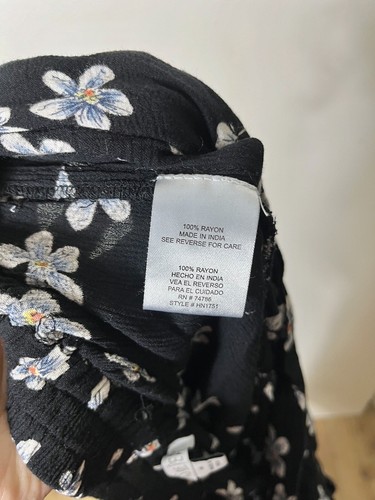 100% RAYON
MADE IN INDIA
SEE REVERSE FOR CARE
100% RAYON
HECHO EN INDIA
VEA EL REVERSO
PARA EL CUIDADO
RN # 74766
STYLE # HN1751